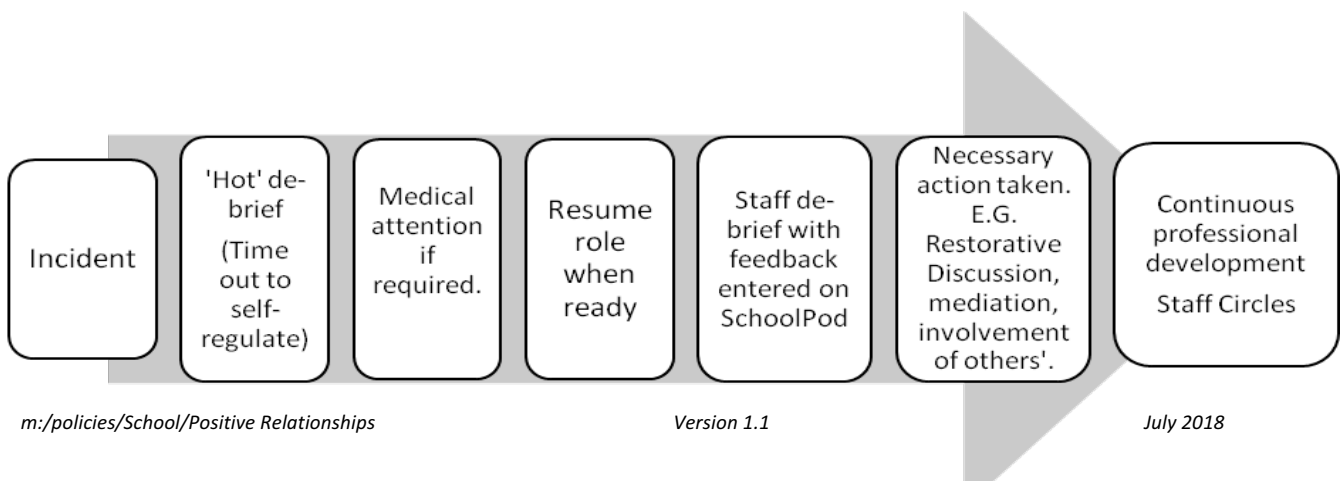 Incident
'Hot' de-
brief
(Time
out to
self-
regulate)
Medical
attention
if
required.
Resume
role
when
ready
Staff de-
brief with
feedback
entered on
SchoolPod
Necessary
action taken.
E.G.
Restorative
Discussion,
mediation,
involvement
of others'.
Continuous
professional
development
Staff Circles
m:/policies/School/Positive Relationships
Version 1.1
July 2018